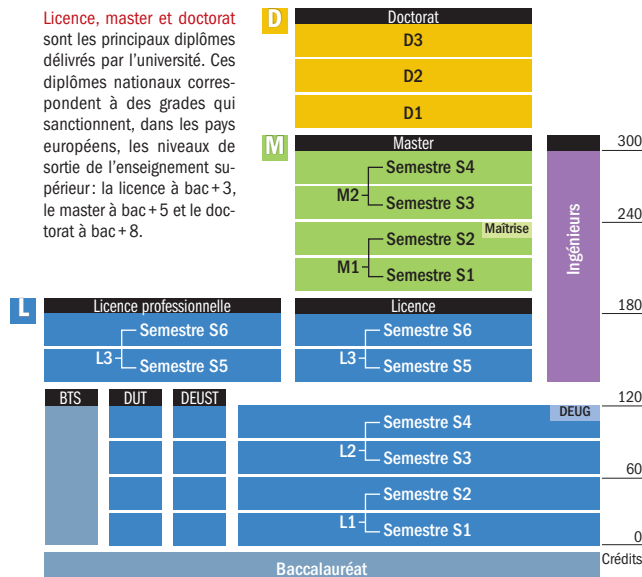 Licence, master et doctorat
sont les principaux diplômes
délivrés par l'université. Ces
diplômes nationaux corres-
pondent à des grades qui
sanctionnent, dans les pays
européens, les niveaux de
sortie de l'enseignement su-
périeur : la licence à bac + 3,
le master à bac + 5 et le doc-
torat à bac + 8.
D
Doctorat
D3
D2
D1
M
Master
Semestre S4
M2
Semestre S3
Semestre S2
Maîtrise
M1
Semestre S1
Ingénieurs
300
240
180
120
60
0
Crédits
L
Licence professionnelle
Semestre S6
L3
Semestre S5
Licence
Semestre S6
L3
Semestre S5
BTS
DUT
DEUST
DEUG
Semestre S4
L2
Semestre S3
Semestre S2
L1
Semestre S1
Baccalauréat